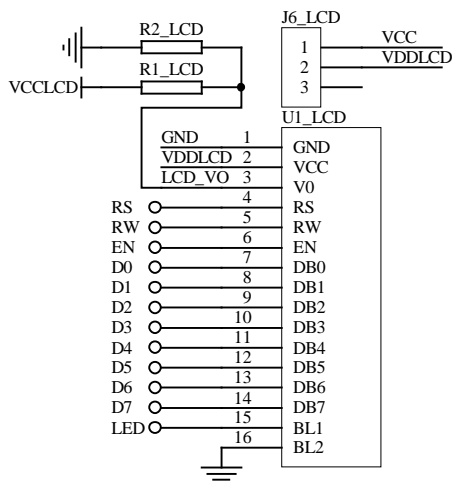 R2_LCD
J6_LCD
1 VCC
R1_LCD
2 VDDLCD
VCCLCD
3
U1_LCD
GND 1 GND
VDDLCD 2 VCC
LCD_VO 3 V0
RS 4 RS
RW 5 RW
EN 6 EN
D0 7 DB0
D1 8 DB1
D2 9 DB2
D3 10 DB3
D4 11 DB4
D5 12 DB5
D6 13 DB6
D7 14 DB7
LED 15 BL1
16 BL2